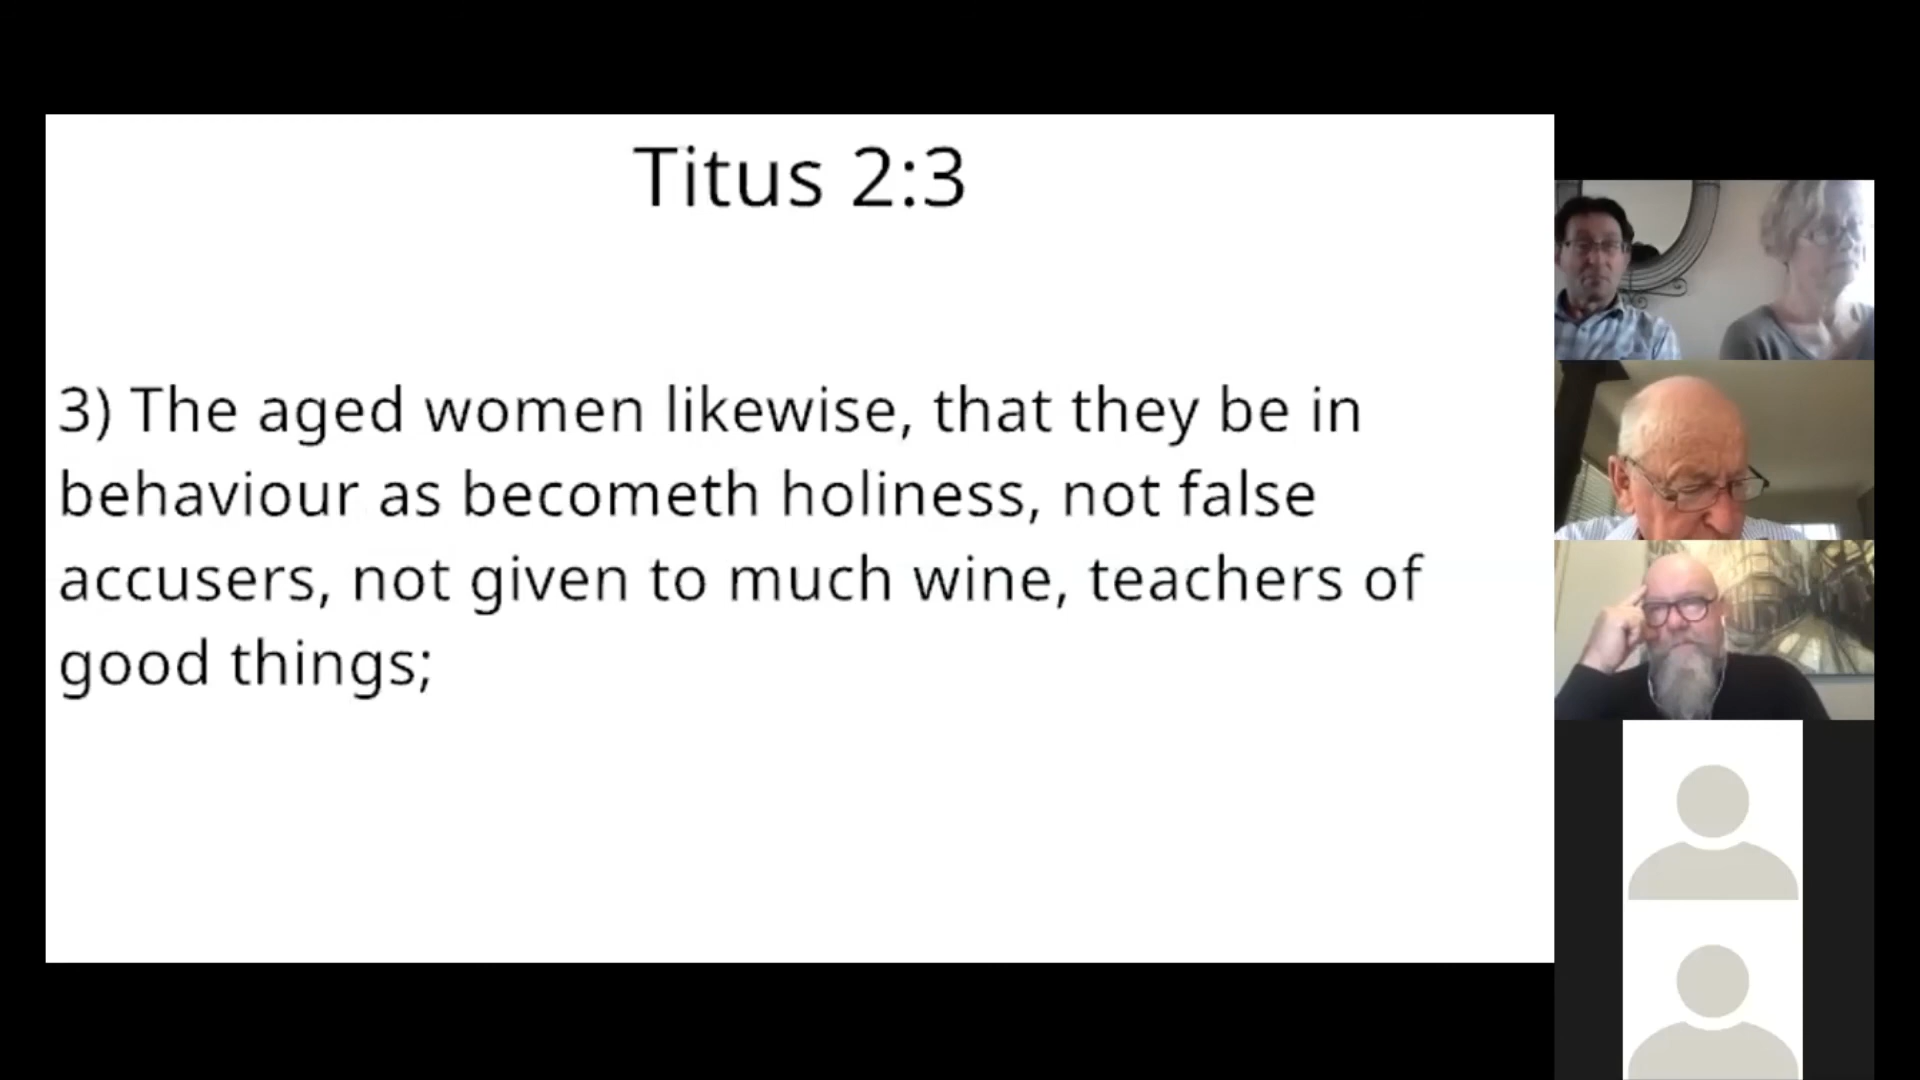 Titus 2:3
3) The aged women likewise, that they be in
behaviour as becometh holiness, not false
accusers, not given to much wine, teachers of
good things;